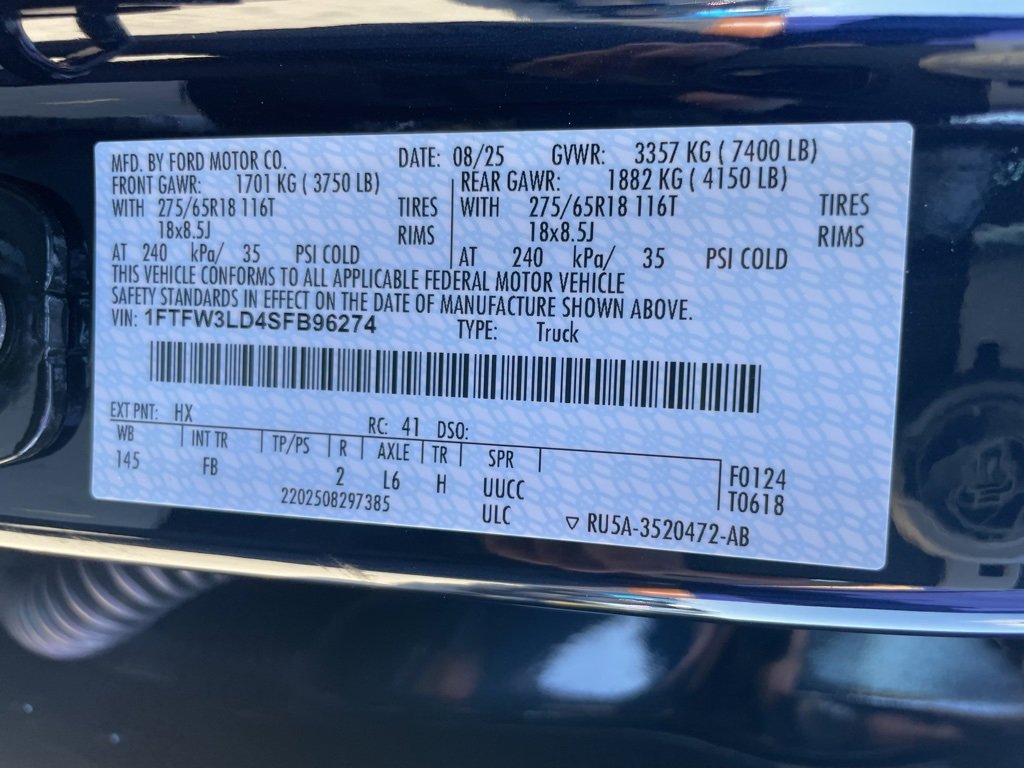 MFD. BY FORD MOTOR CO. DATE: 08/25 GVWR: 3357 KG ( 7400 LB)
FRONT GAWR: 1701 KG ( 3750 LB) REAR GAWR: 1882 KG ( 4150 LB)
WITH 275/65R18 116T TIRES WITH 275/65R18 116T TIRES
18x8.5J RIMS 18x8.5J RIMS
AT 240 kPa/ 35 PSI COLD AT 240 kPa/ 35 PSI COLD
THIS VEHICLE CONFORMS TO ALL APPLICABLE FEDERAL MOTOR VEHICLE
SAFETY STANDARDS IN EFFECT ON THE DATE OF MANUFACTURE SHOWN ABOVE.
VIN: 1FTFW3LD4SFB96274 TYPE: Truck
EXT PNT: HX RC: 41 DSO:
WB INT TR TP/PS R AXLE TR SPR F0124
145 FB 2 L6 H UUCC T0618
2202508297385 ULC ▽ RU5A-3520472-AB